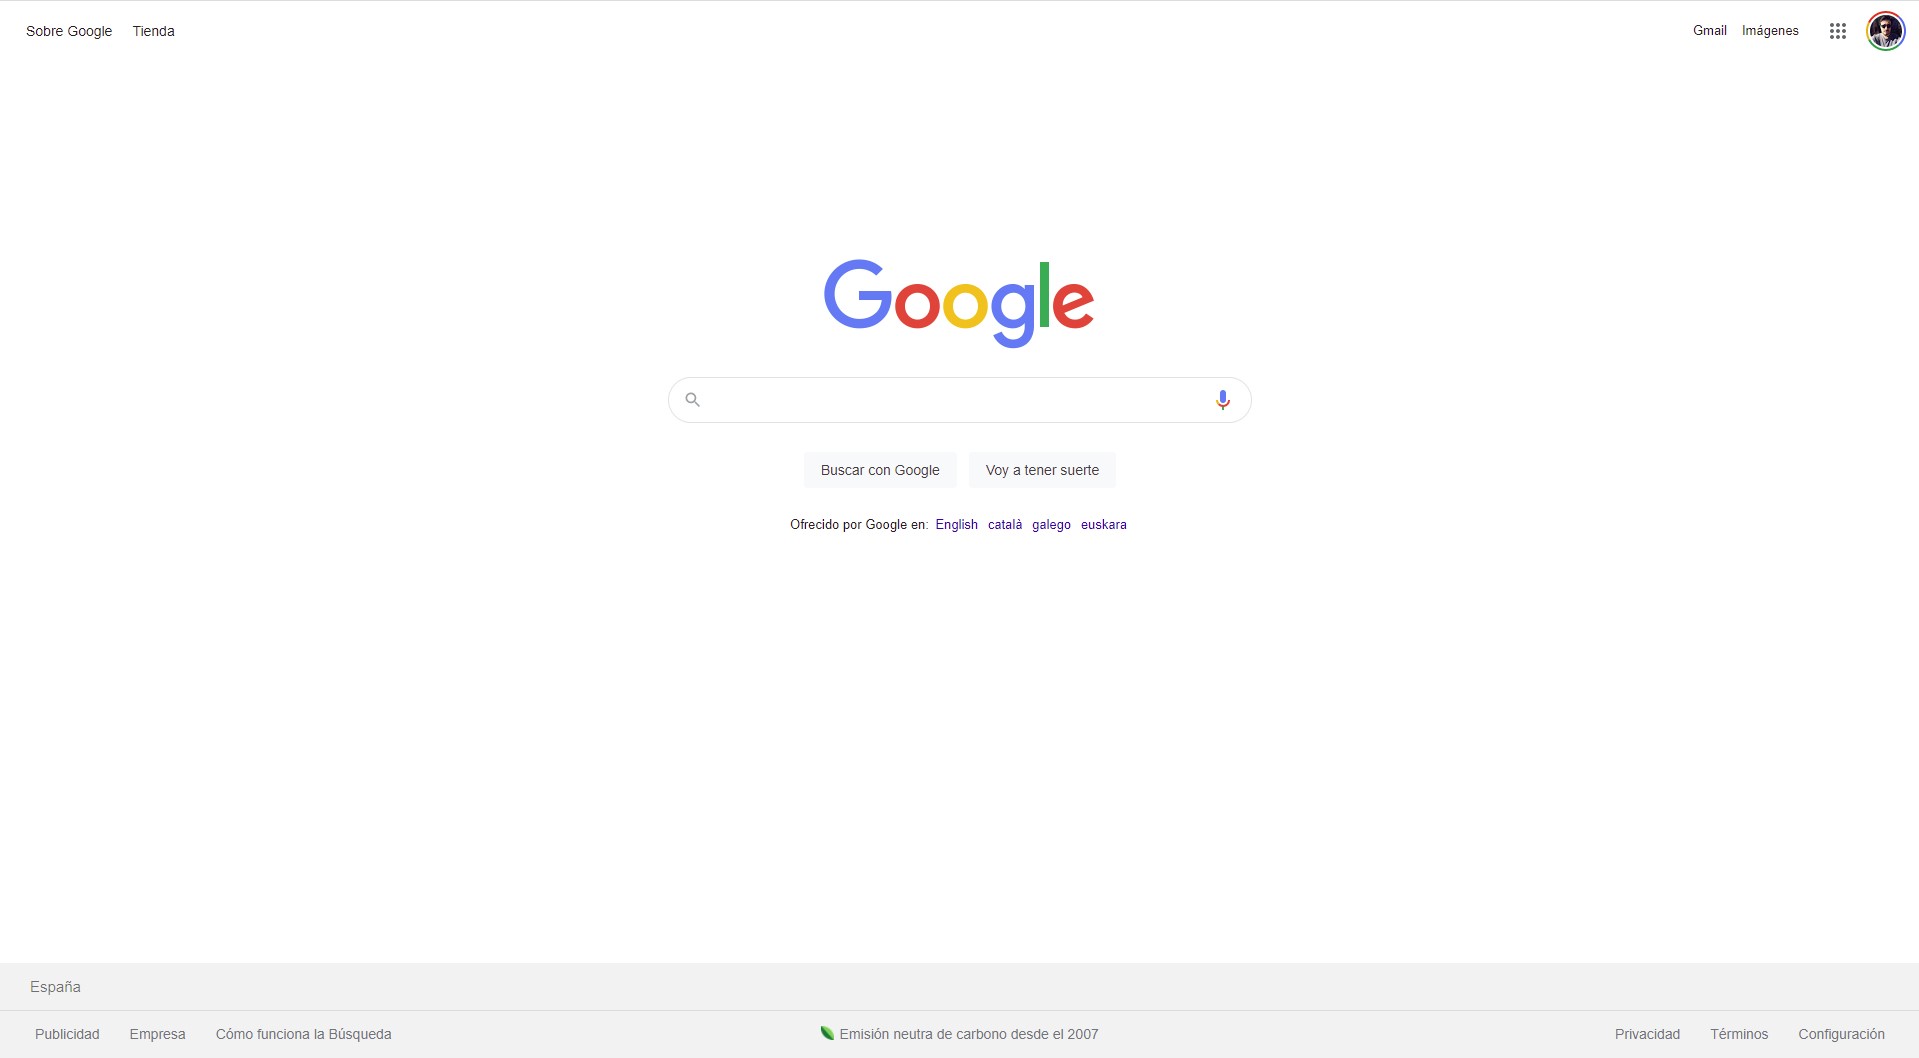 Sobre Google Tienda Gmail Imágenes
Google
Buscar con Google Voy a tener suerte
Ofrecido por Google en: English català galego euskara
España
Publicidad Empresa Cómo funciona la Búsqueda Emisión neutra de carbono desde el 2007 Privacidad Términos Configuración